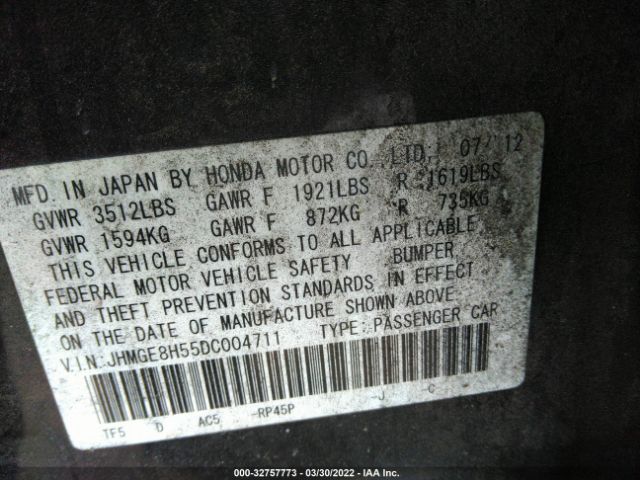 MFD. IN JAPAN BY HONDA MOTOR CO., LTD. 07/12
GVWR 3512LBS GAWR F 1921LBS R 1619LBS
GVWR 1594KG GAWR F 872KG R 735KG
THIS VEHICLE CONFORMS TO ALL APPLICABLE
FEDERAL MOTOR VEHICLE SAFETY BUMPER
AND THEFT PREVENTION STANDARDS IN EFFECT
ON THE DATE OF MANUFACTURE SHOWN ABOVE
V.I.N:JHMGE8H55DC004711 TYPE:PASSENGER CAR
TF5 D AC5 -RP45P -J -C
000-32757773 - 03/30/2022 - IAA Inc.